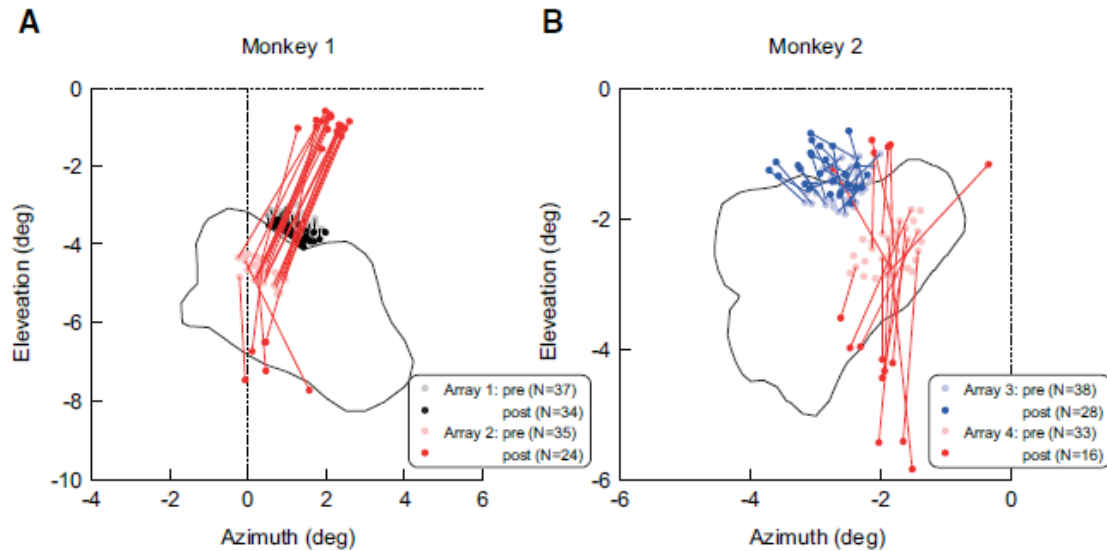 A
Monkey 1
0
-2
-4
-6
-8
-10
Eleveation (deg)
-4
-2
0
2
4
6
Azimuth (deg)
Array 1: pre (N=37)
post (N=34)
Array 2: pre (N=35)
post (N=24)
B
Monkey 2
0
-2
-4
-6
Eleveation (deg)
-6
-4
-2
0
Azimuth (deg)
Array 3: pre (N=38)
post (N=28)
Array 4: pre (N=33)
post (N=16)